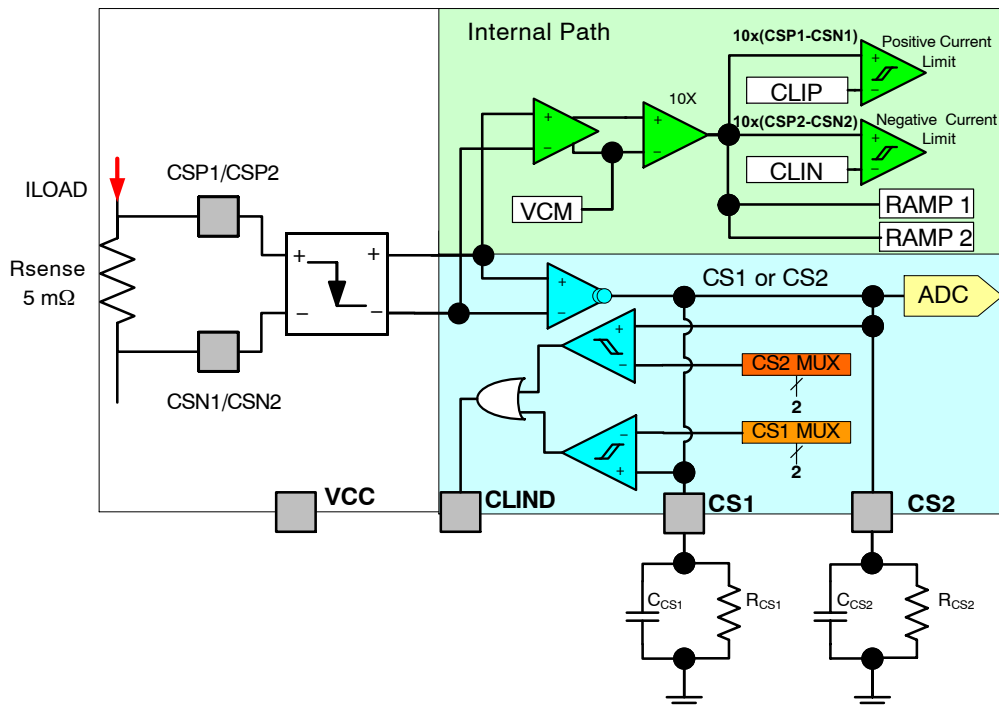 Internal Path
10x(CSP1-CSN1)
Positive Current
Limit
CLIP
10X
10x(CSP2-CSN2)
Negative Current
Limit
CLIN
VCM
RAMP 1
RAMP 2
+
−
+
−
+
−
+
−
ILOAD
CSP1/CSP2
Rsense
5 mΩ
CSN1/CSN2
+
−
+
−
+
−
CS1 or CS2
ADC
+
−
CS2 MUX
2
−
+
CS1 MUX
2
VCC
CLIND
CS1
CS2
CCS1
RCS1
CCS2
RCS2